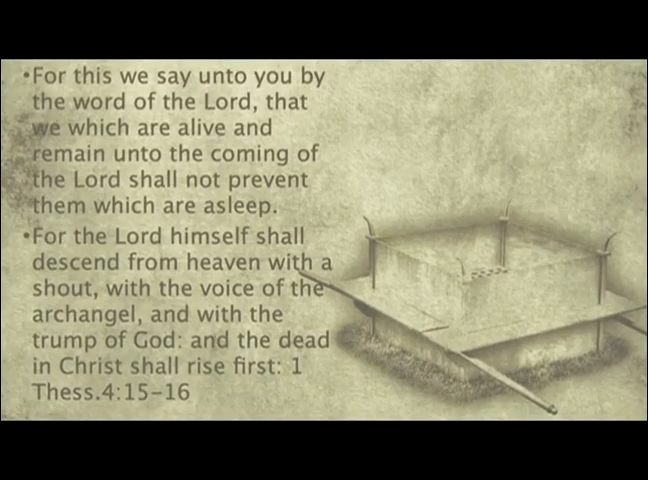 •For this we say unto you by
the word of the Lord, that
we which are alive and
remain unto the coming of
the Lord shall not prevent
them which are asleep.
•For the Lord himself shall
descend from heaven with a
shout, with the voice of the
archangel, and with the
trump of God: and the dead
in Christ shall rise first: 1
Thess.4:15-16